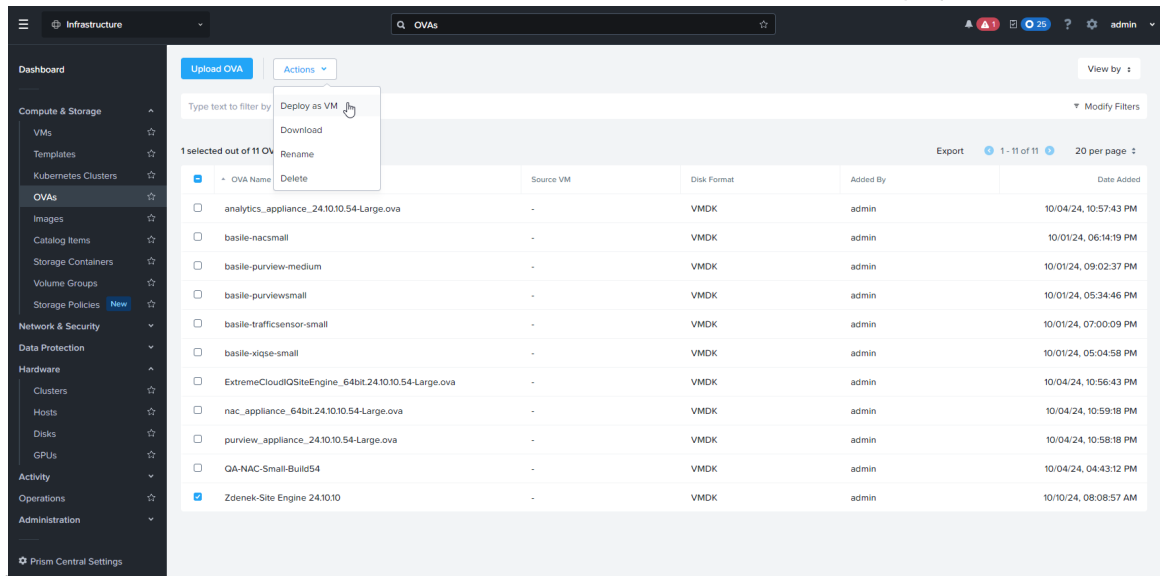 Infrastructure
OVAs
1
25
?
admin
Dashboard
Compute & Storage
VMs
Templates
Kubernetes Clusters
OVAs
Images
Catalog Items
Storage Containers
Volume Groups
Storage Policies New
Network & Security
Data Protection
Hardware
Clusters
Hosts
Disks
GPUs
Activity
Operations
Administration
Prism Central Settings
Upload OVA
Actions
View by
Type text to filter by
Modify Filters
Deploy as VM
Download
Rename
Delete
1 selected out of 11 OV
Export 1 - 11 of 11 20 per page
OVA Name Source VM Disk Format Added By Date Added
analytics_appliance_24.10.10.54-Large.ova - VMDK admin 10/04/24, 10:57:43 PM
basile-nacsmall - VMDK admin 10/01/24, 06:14:19 PM
basile-purview-medium - VMDK admin 10/01/24, 09:02:37 PM
basile-purviewsmall - VMDK admin 10/01/24, 05:34:46 PM
basile-trafficsensor-small - VMDK admin 10/01/24, 07:00:09 PM
basile-xiqse-small - VMDK admin 10/01/24, 05:04:58 PM
ExtremeCloudIQSiteEngine_64bit.24.10.10.54-Large.ova - VMDK admin 10/04/24, 10:56:43 PM
nac_appliance_64bit.24.10.10.54-Large.ova - VMDK admin 10/04/24, 10:59:18 PM
purview_appliance_24.10.10.54-Large.ova - VMDK admin 10/04/24, 10:58:18 PM
QA-NAC-Small-Build54 - VMDK admin 10/04/24, 04:43:12 PM
Zdenek-Site Engine 24.10.10 - VMDK admin 10/10/24, 08:08:57 AM